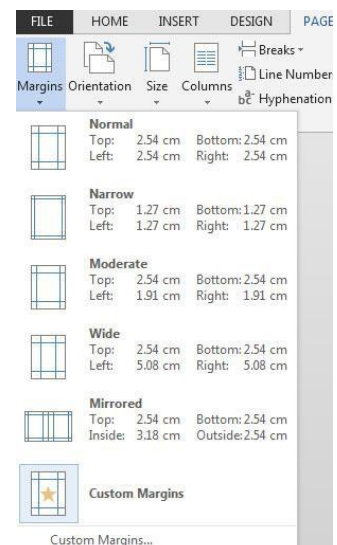 FILE HOME INSERT DESIGN PAGE
Margins Orientation Size Columns
Breaks
Line Number
Hyphenation
Normal
Top: 2.54 cm Bottom: 2.54 cm
Left: 2.54 cm Right: 2.54 cm
Narrow
Top: 1.27 cm Bottom: 1.27 cm
Left: 1.27 cm Right: 1.27 cm
Moderate
Top: 2.54 cm Bottom: 2.54 cm
Left: 1.91 cm Right: 1.91 cm
Wide
Top: 2.54 cm Bottom: 2.54 cm
Left: 5.08 cm Right: 5.08 cm
Mirrored
Top: 2.54 cm Bottom: 2.54 cm
Inside: 3.18 cm Outside: 2.54 cm
Custom Margins
Custom Margins...